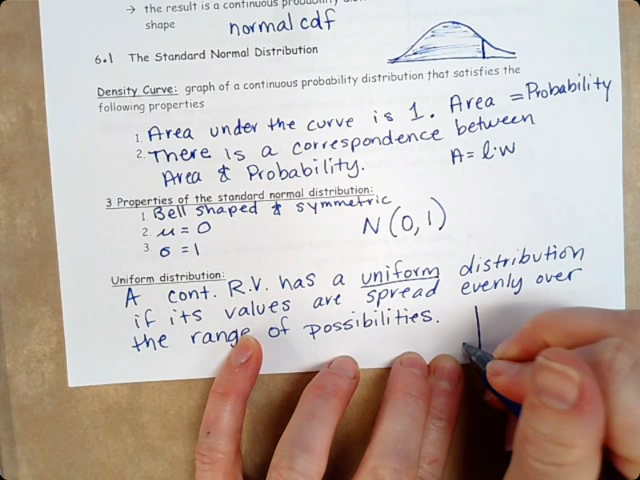 → the result is a continuous
shape
normal cdf
6.1 The Standard Normal Distribution
Density Curve: graph of a continuous probability distribution that satisfies the
following properties
1. Area under the curve is 1. Area = Probability
2. There is a correspondence between
Area & Probability.
A = l·w
3 Properties of the standard normal distribution:
1. Bell shaped & symmetric
2. μ = 0
3. σ = 1
N(0,1)
Uniform distribution:
A cont. R.V. has a uniform distribution
if its values are spread evenly over
the range of possibilities.